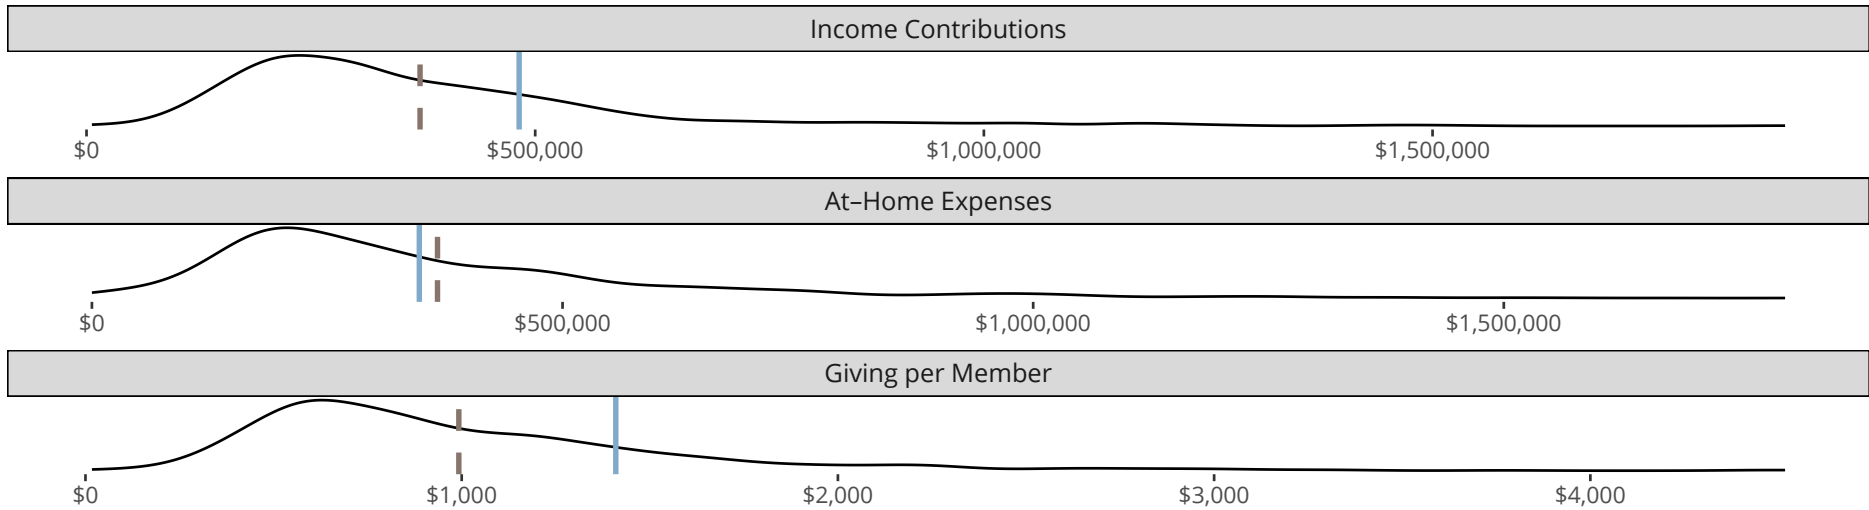 Income Contributions
$0 $500,000 $1,000,000 $1,500,000
At–Home Expenses
$0 $500,000 $1,000,000 $1,500,000
Giving per Member
$0 $1,000 $2,000 $3,000 $4,000